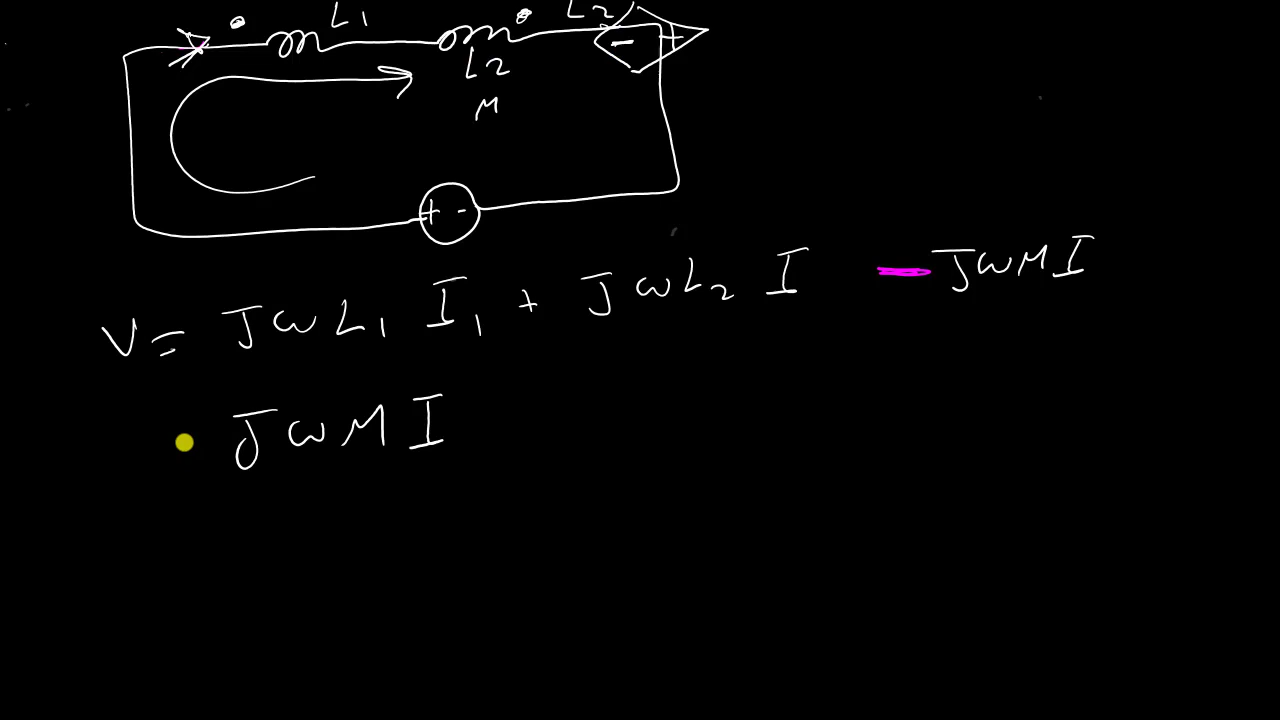 L1 L2
- +
L2
M
+ -
V = JωL1 I1 + JωL2 I - JωMI
JωMI